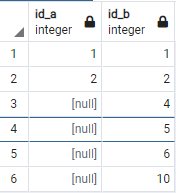 id_a id_b
integer integer
1 1 1
2 2 2
3 [null] 4
4 [null] 5
5 [null] 6
6 [null] 10